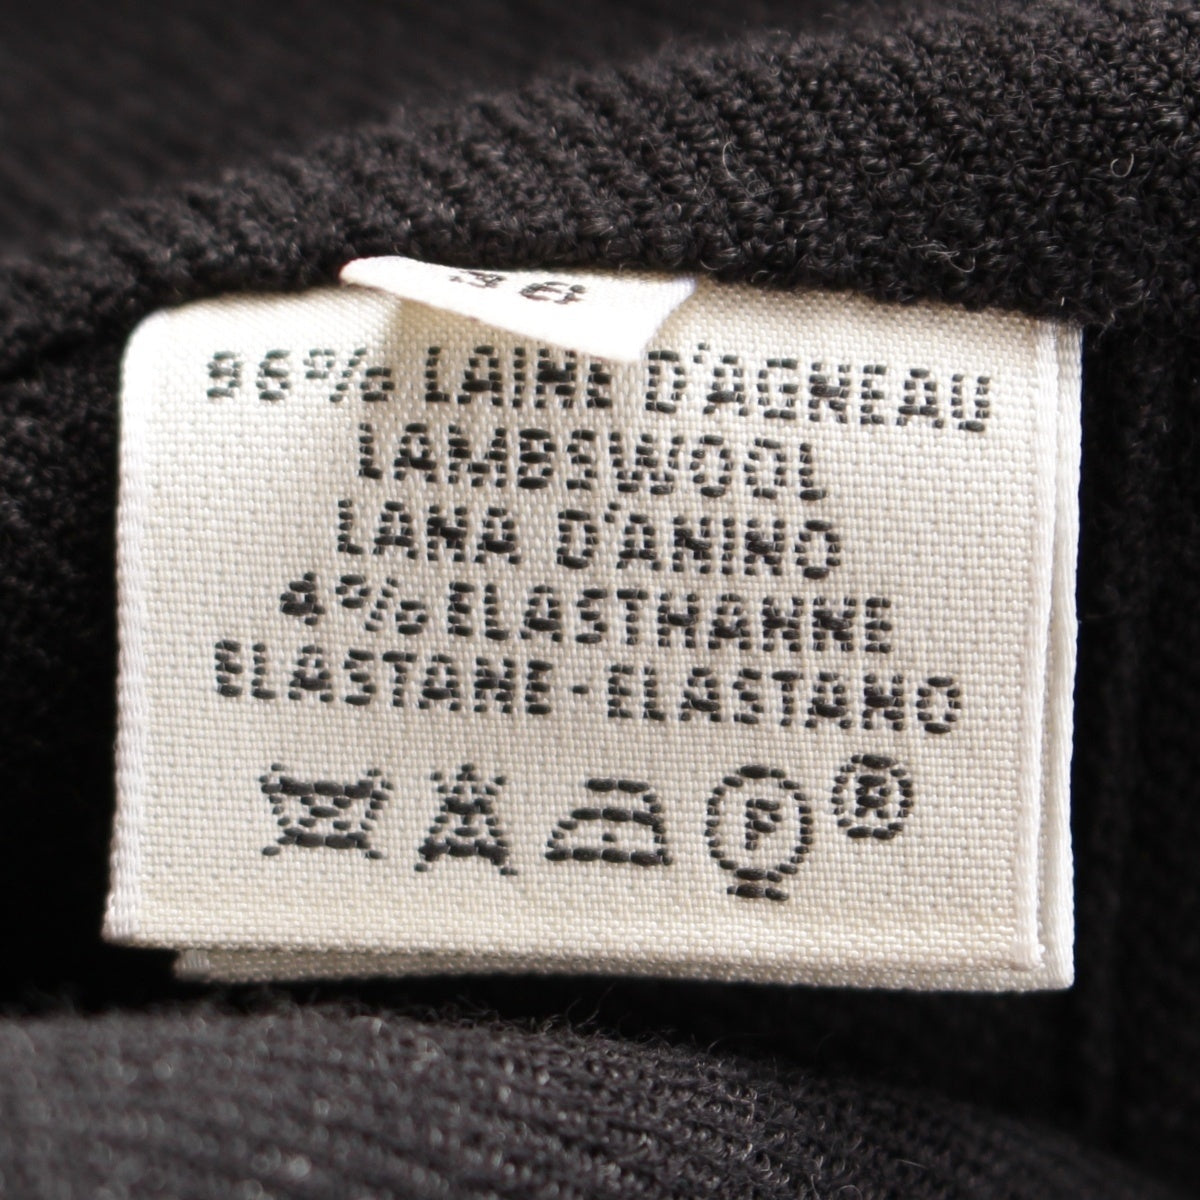 36
96% LAINE D'AGNEAU
LAMBSWOOL
LANA D'ANINO
4% ELASTHANNE
ELASTANE-ELASTANO
P ®